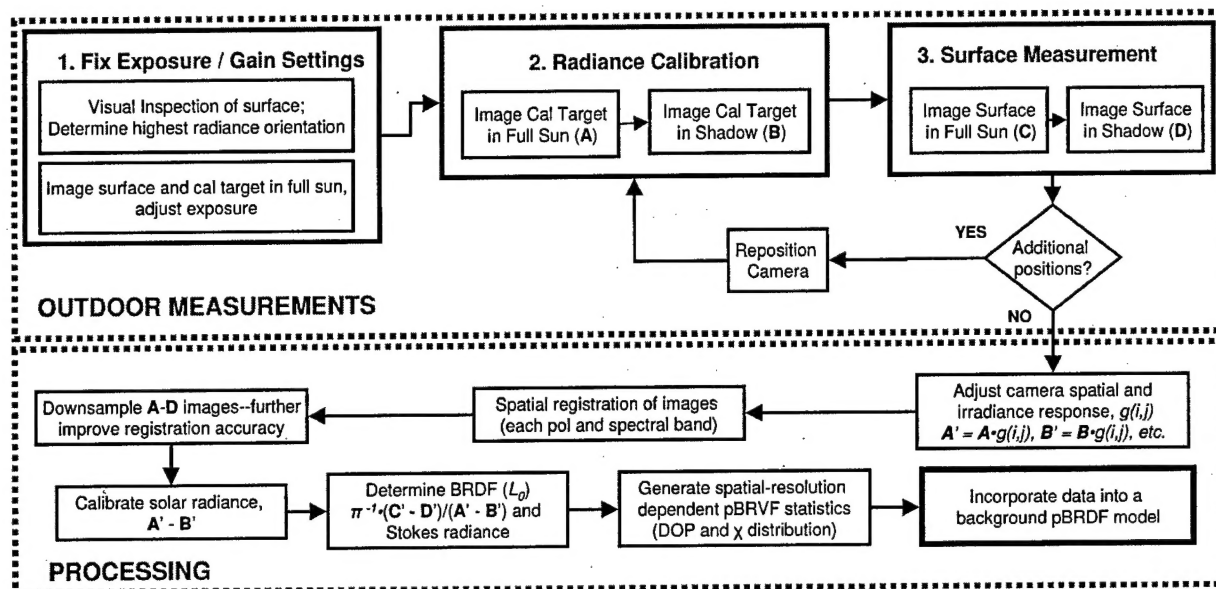 1. Fix Exposure / Gain Settings
Visual Inspection of surface;
Determine highest radiance orientation
Image surface and cal target in full sun,
adjust exposure
2. Radiance Calibration
Image Cal Target
in Full Sun (A)
Image Cal Target
in Shadow (B)
3. Surface Measurement
Image Surface
in Full Sun (C)
Image Surface
in Shadow (D)
Additional
positions?
YES
Reposition
Camera
NO
OUTDOOR MEASUREMENTS
Adjust camera spatial and
irradiance response, g(i,j)
A' = A•g(i,j), B' = B•g(i,j), etc.
Spatial registration of images
(each pol and spectral band)
Downsample A-D images--further
improve registration accuracy
Calibrate solar radiance,
A' - B'
Determine BRDF (L₀)
π⁻¹•(C' - D')/(A' - B') and
Stokes radiance
Generate spatial-resolution
dependent pBRVF statistics
(DOP and χ distribution)
Incorporate data into a
background pBRDF model
PROCESSING